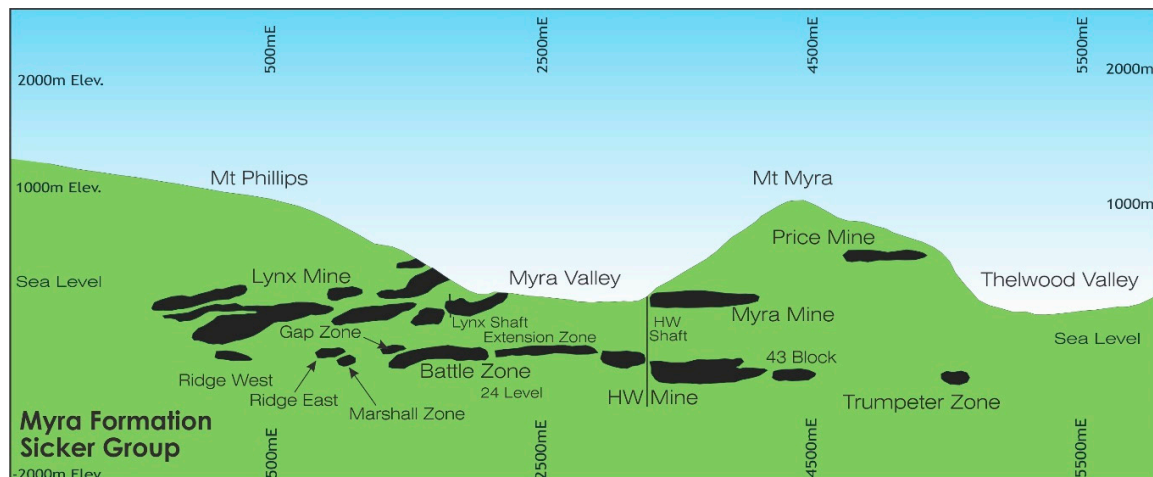 500mE
2500mE
4500mE
5500mE
2000m Elev.
2000m
Mt Phillips
Mt Myra
1000m Elev.
1000m
Price Mine
Sea Level
Lynx Mine
Myra Valley
Thelwood Valley
Lynx Shaft
HW
Shaft
Myra Mine
Sea Level
Gap Zone
Extension Zone
43 Block
Ridge West
Battle Zone
24 Level
HW Mine
Trumpeter Zone
Ridge East
Marshall Zone
Myra Formation
Sicker Group
-2000m Elev
500mE
2500mE
4500mE
5500mE